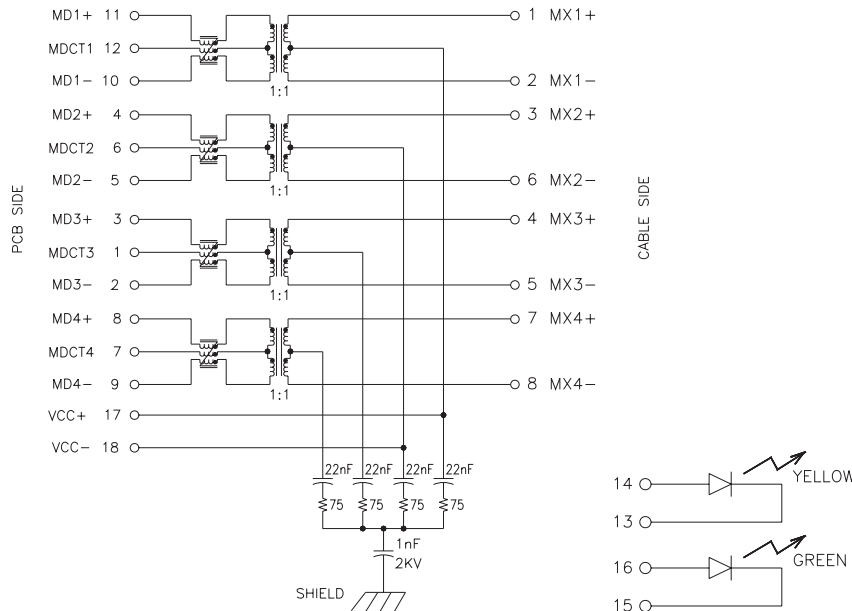 MD1+ 11
1 MX1+
MDCT1 12
MD1- 10
2 MX1-
1:1
MD2+ 4
3 MX2+
MDCT2 6
MD2- 5
6 MX2-
1:1
PCB SIDE
CABLE SIDE
MD3+ 3
4 MX3+
MDCT3 1
MD3- 2
5 MX3-
1:1
MD4+ 8
7 MX4+
MDCT4 7
MD4- 9
8 MX4-
1:1
VCC+ 17
VCC- 18
22nF 22nF 22nF 22nF
75 75 75 75
1nF
2KV
SHIELD
14
YELLOW
13
16
GREEN
15